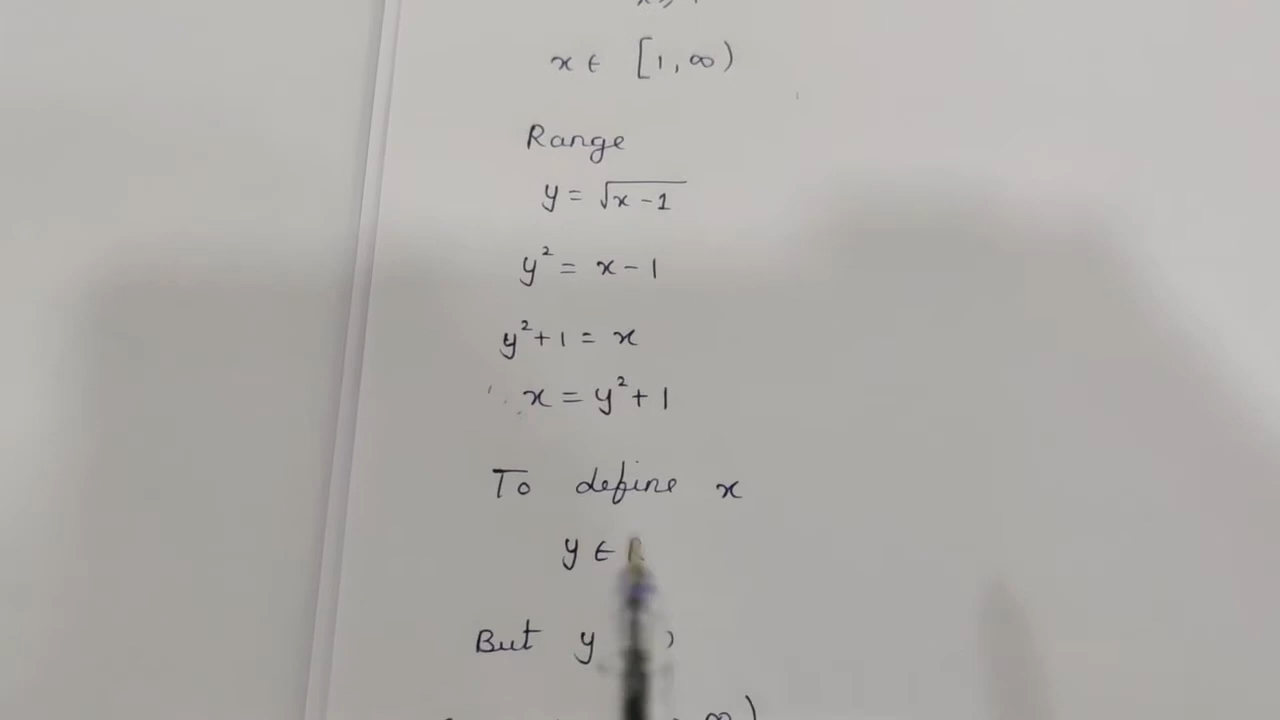 x ∈ [1, ∞)
Range
y = √x - 1
y² = x - 1
y² + 1 = x
x = y² + 1
To define x
y ∈
But y
∞)